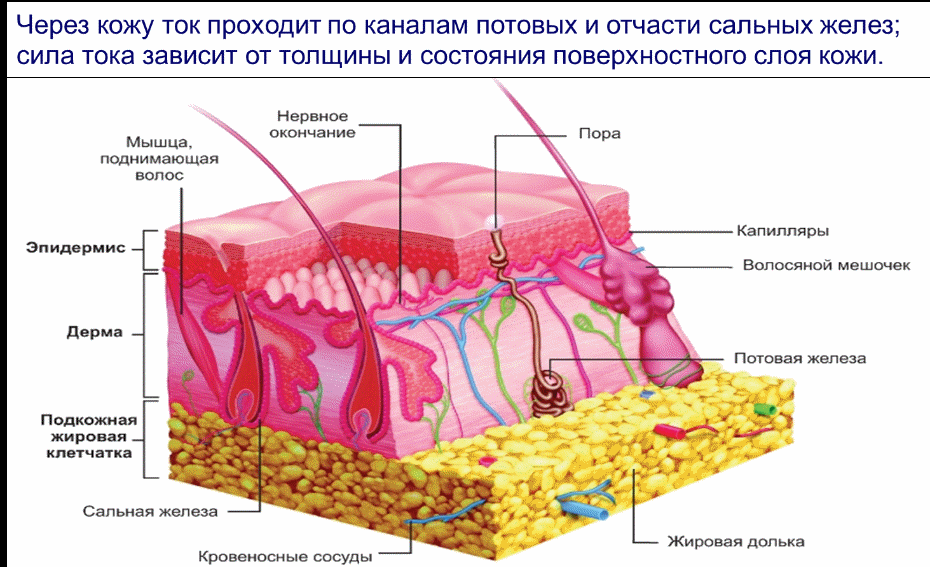 Через кожу ток проходит по каналам потовых и отчасти сальных желез;
сила тока зависит от толщины и состояния поверхностного слоя кожи.
Нервное
окончание
Пора
Мышца,
поднимающая
волос
Эпидермис
Капилляры
Волосяной мешочек
Дерма
Потовая железа
Подкожная
жировая
клетчатка
Сальная железа
Жировая долька
Кровеносные сосуды